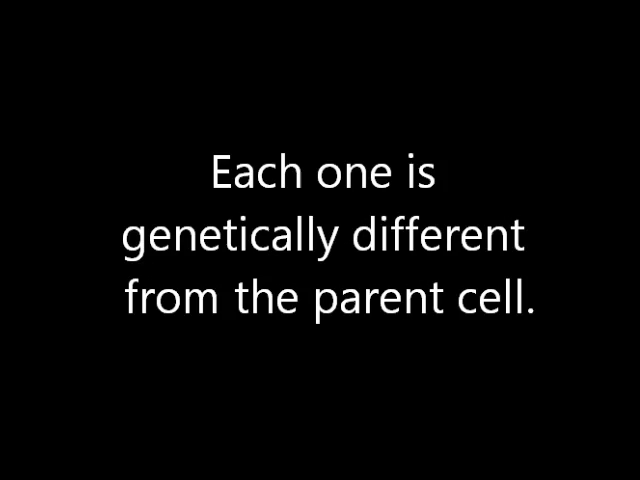 Each one is
genetically different
from the parent cell.